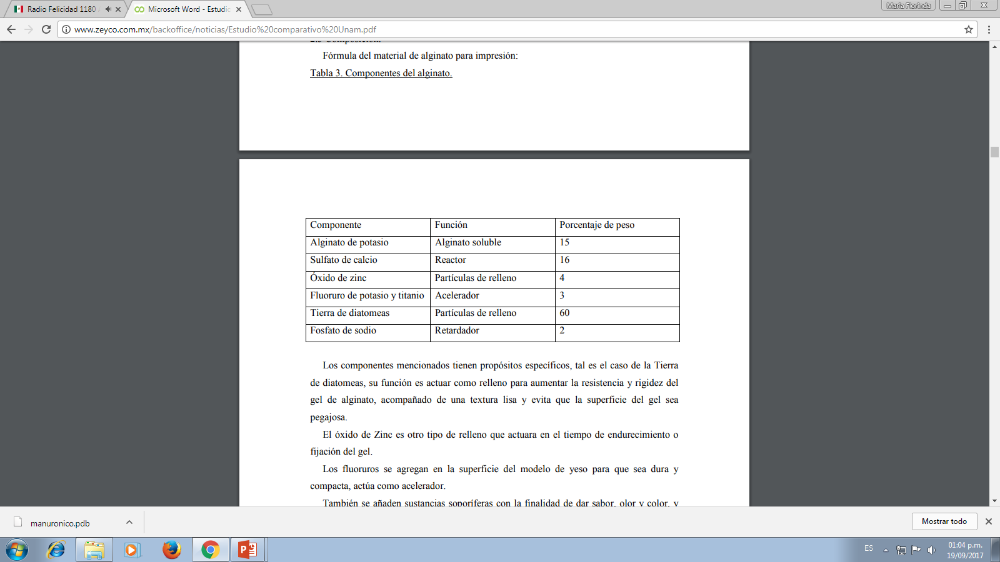 Radio Felicidad 1180
Microsoft Word - Estudio
Maria Florinda
www.zeyco.com.mx/backoffice/noticias/Estudio%20comparativo%20Unam.pdf
2.3 Composición.
Fórmula del material de alginato para impresión:
Tabla 3. Componentes del alginato.
Componente Función Porcentaje de peso
Alginato de potasio Alginato soluble 15
Sulfato de calcio Reactor 16
Óxido de zinc Partículas de relleno 4
Fluoruro de potasio y titanio Acelerador 3
Tierra de diatomeas Partículas de relleno 60
Fosfato de sodio Retardador 2
Los componentes mencionados tienen propósitos específicos, tal es el caso de la Tierra
de diatomeas, su función es actuar como relleno para aumentar la resistencia y rigidez del
gel de alginato, acompañado de una textura lisa y evita que la superficie del gel sea
pegajosa.
El óxido de Zinc es otro tipo de relleno que actuara en el tiempo de endurecimiento o
fijación del gel.
Los fluoruros se agregan en la superficie del modelo de yeso para que sea dura y
compacta, actúa como acelerador.
También se añaden sustancias soporíferas con la finalidad de dar sabor, olor y color, y
manuronico.pdb
Mostrar todo
ES
01:04 p.m.
19/09/2017